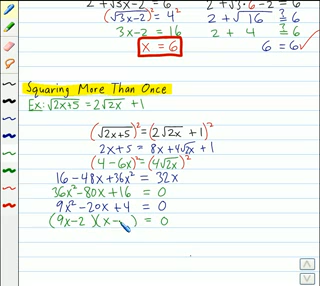 2 + √3x-2 = 6    2 + √3·6-2 = 6
(√3x-2)² = 4²    2 + √16 ≟ 6
3x-2 = 16    2 + 4 ≟ 6
x = 6    6 = 6 ✓
Squaring More Than Once
Ex: √2x+5 = 2√2x + 1
(√2x+5)² = (2√2x + 1)²
2x+5 = 8x + 4√2x + 1
(4-6x)² = (4√2x)²
16 - 48x + 36x² = 32x
36x² - 80x + 16 = 0
9x² - 20x + 4 = 0
(9x-2)(x- ) = 0